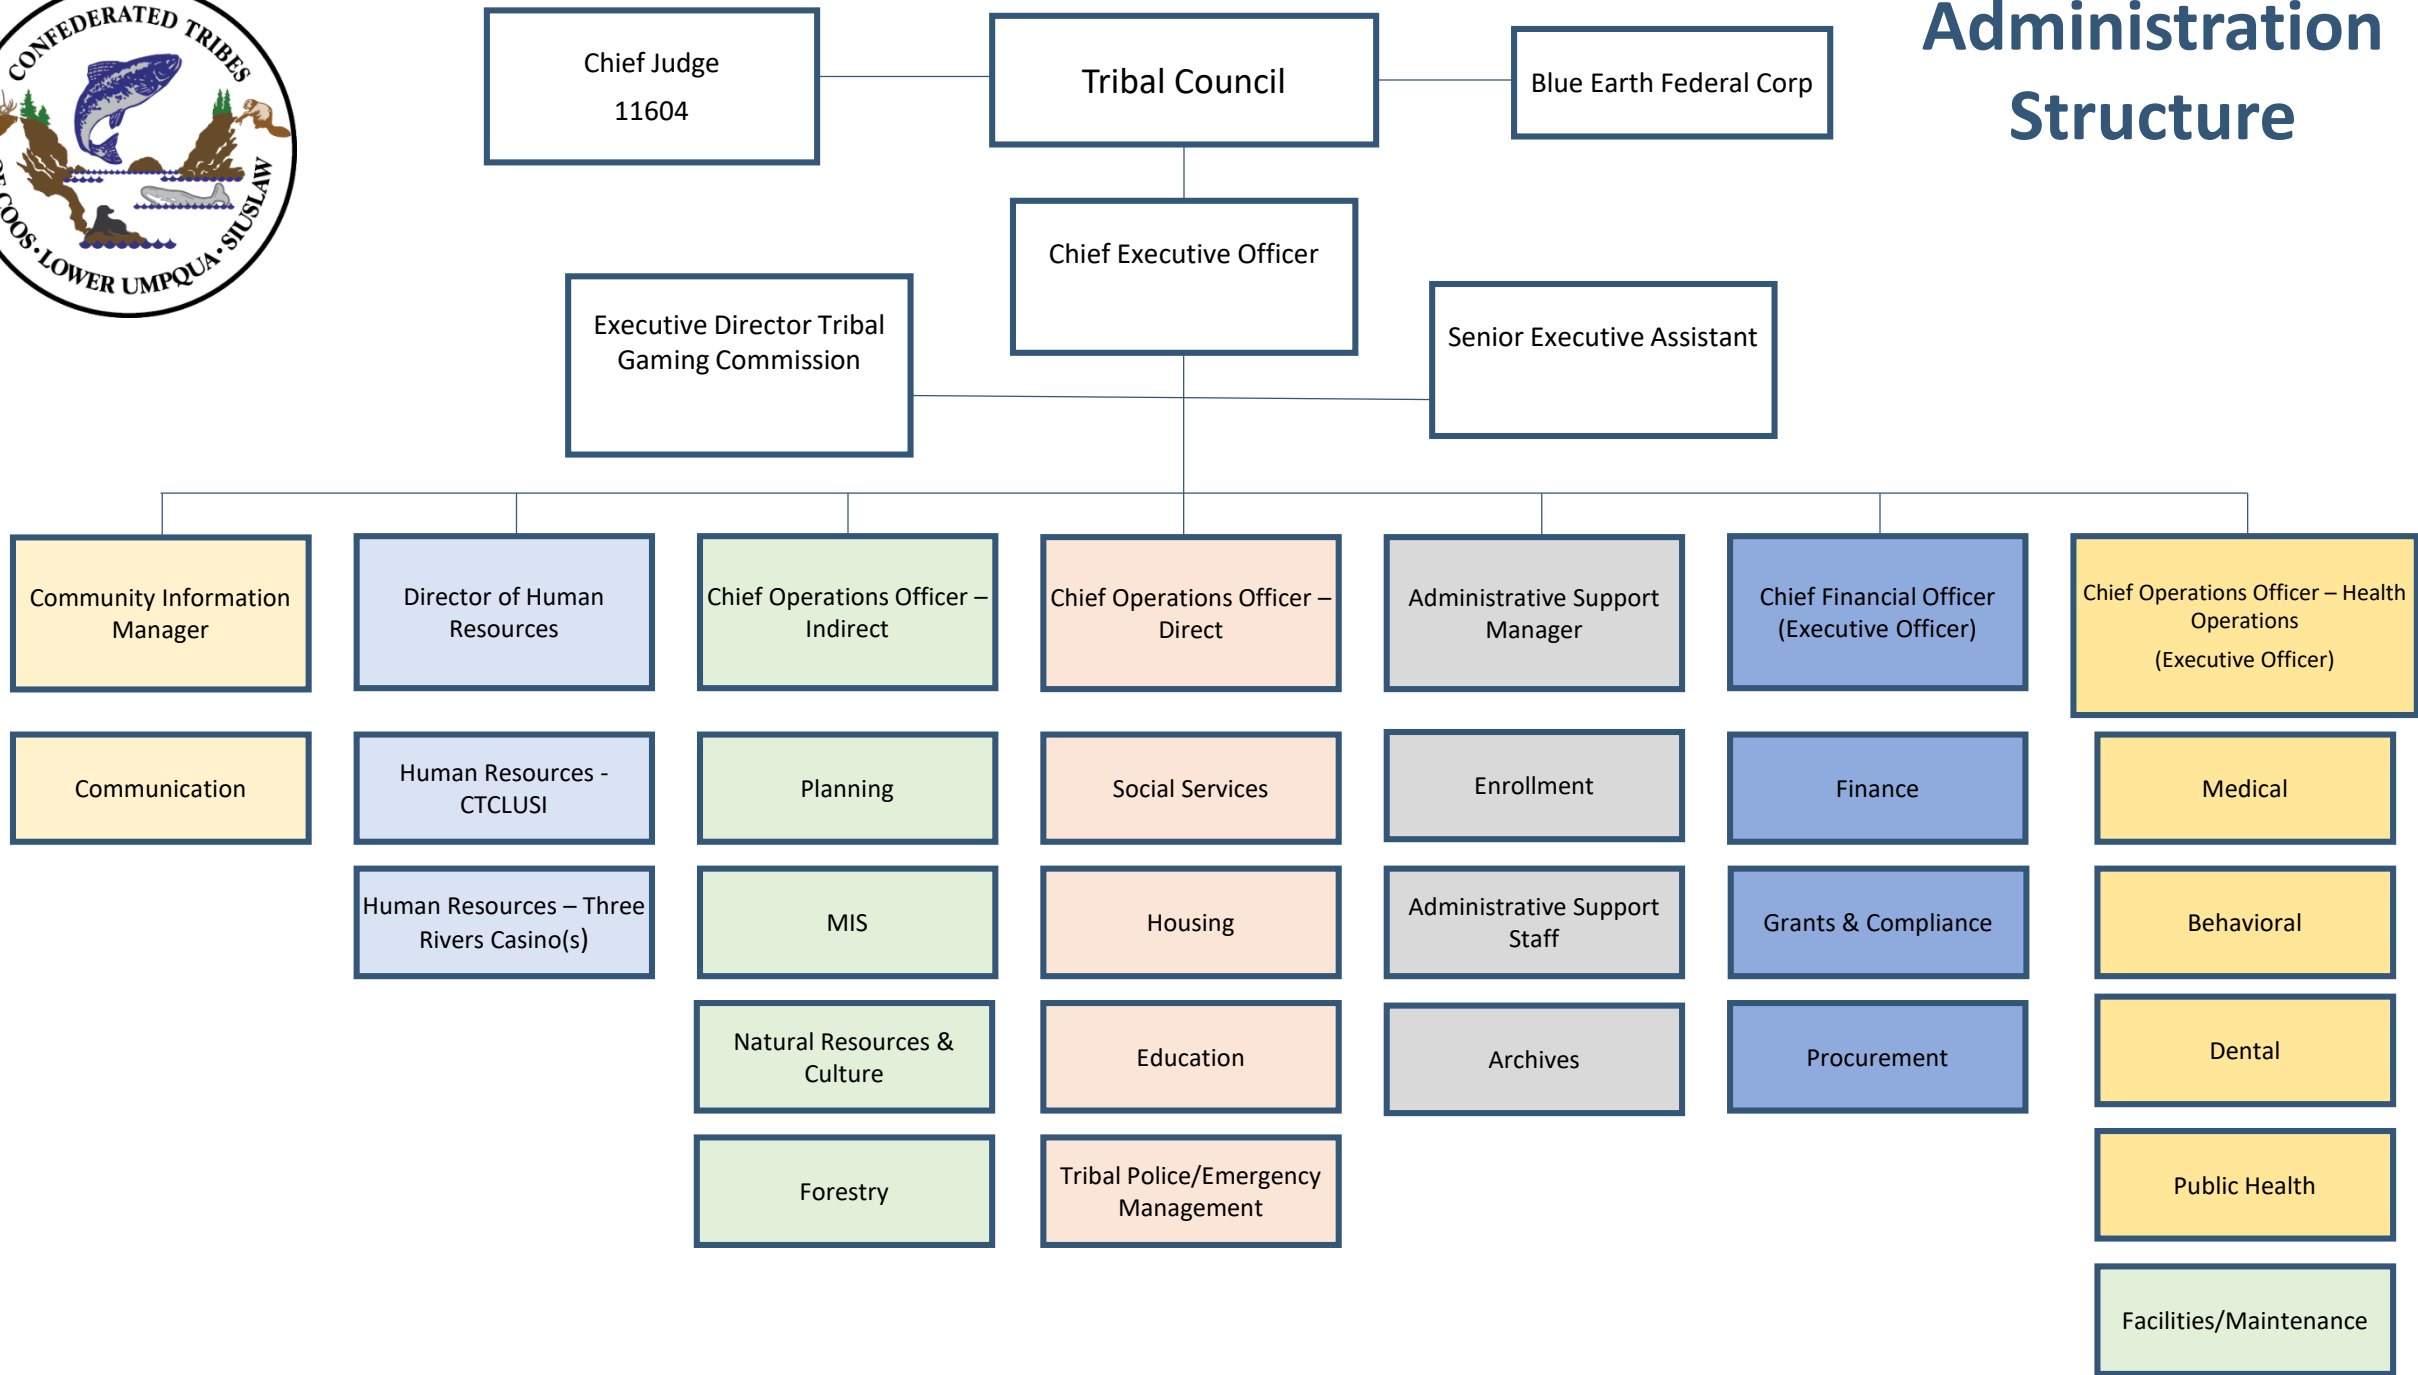 CONFEDERATED TRIBES
OF COOS · LOWER UMPQUA · SIUSLAW
Administration
Structure
Chief Judge
11604
Tribal Council
Blue Earth Federal Corp
Chief Executive Officer
Executive Director Tribal
Gaming Commission
Senior Executive Assistant
Community Information
Manager
Director of Human
Resources
Chief Operations Officer –
Indirect
Chief Operations Officer –
Direct
Administrative Support
Manager
Chief Financial Officer
(Executive Officer)
Chief Operations Officer – Health
Operations
(Executive Officer)
Communication
Human Resources -
CTCLUSI
Planning
Social Services
Enrollment
Finance
Medical
Human Resources – Three
Rivers Casino(s)
MIS
Housing
Administrative Support
Staff
Grants & Compliance
Behavioral
Natural Resources &
Culture
Education
Archives
Procurement
Dental
Forestry
Tribal Police/Emergency
Management
Public Health
Facilities/Maintenance